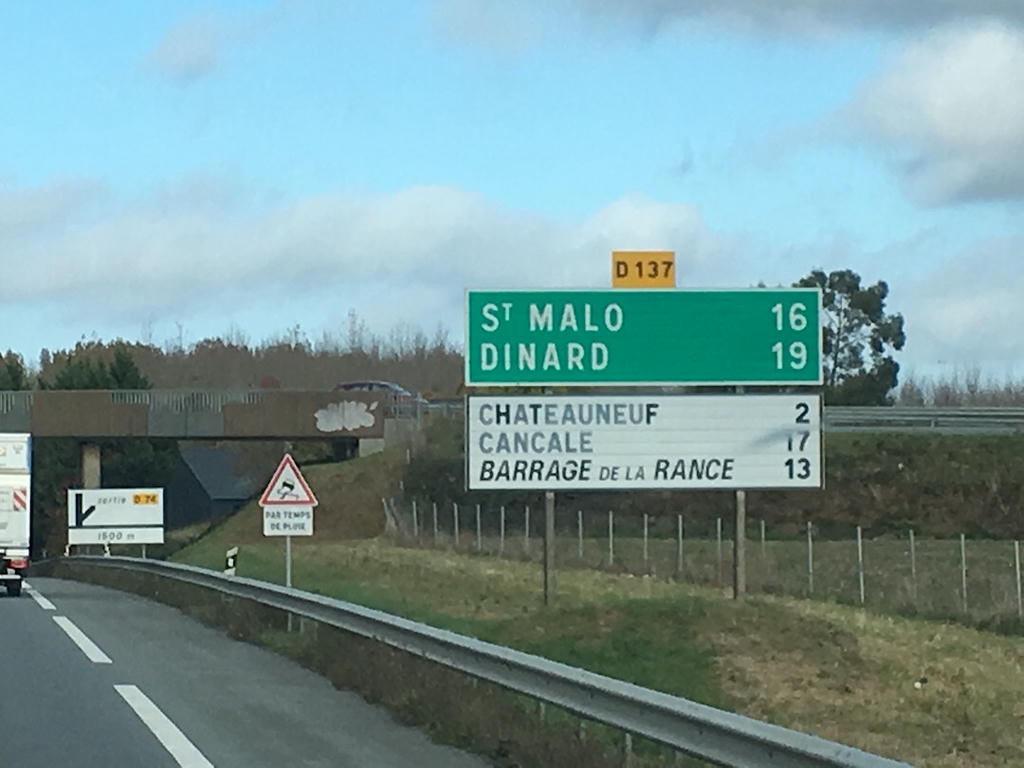 D 137
ST MALO 16
DINARD 19
CHATEAUNEUF 2
CANCALE 17
BARRAGE DE LA RANCE 13
sortie D 74
1500 m
PAR TEMPS
DE PLUIE